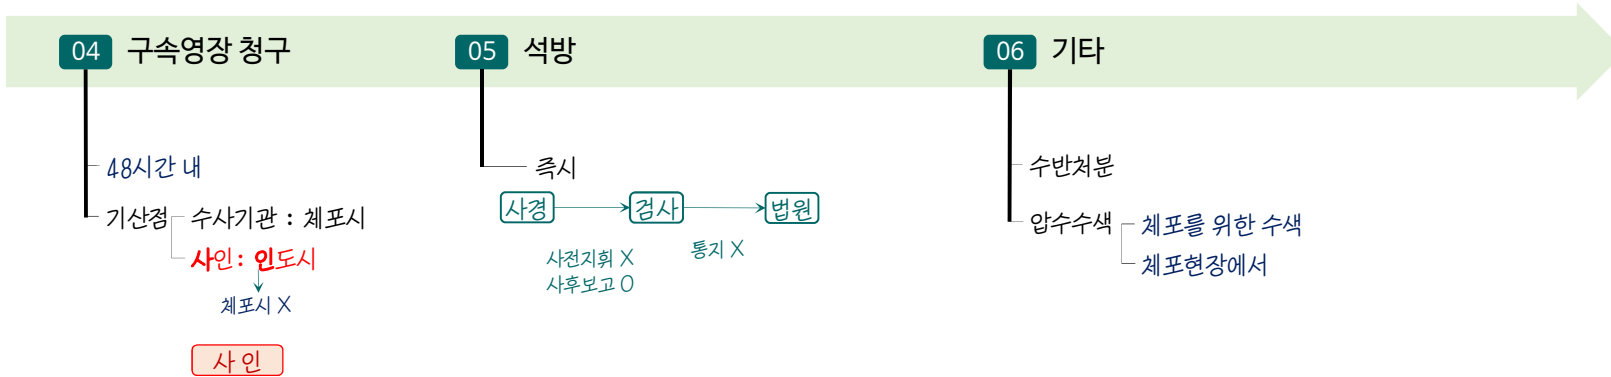 04 구속영장 청구
48시간 내
기산점
수사기관 : 체포시
사인 : 인도시
체포시 X
사 인
05 석방
즉시
사경 검사 법원
사전지휘 X
사후보고 O
통지 X
06 기타
수반처분
압수수색
체포를 위한 수색
체포현장에서